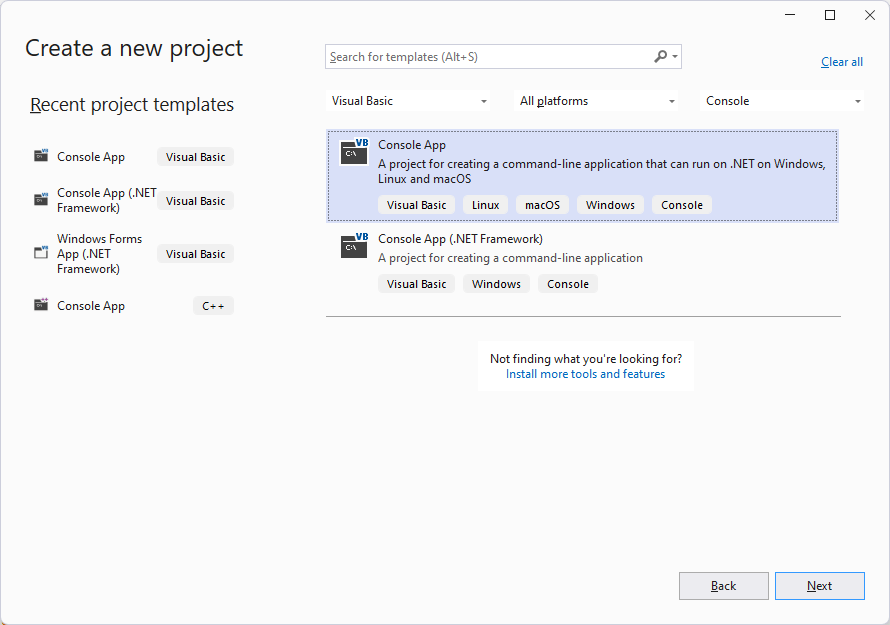 Create a new project
Search for templates (Alt+S)
Clear all
Recent project templates
Visual Basic
All platforms
Console
Console App
Visual Basic
Console App (.NET
Framework)
Visual Basic
Windows Forms
App (.NET
Framework)
Visual Basic
Console App
C++
VB
C:\
Console App
A project for creating a command-line application that can run on .NET on Windows,
Linux and macOS
Visual Basic Linux macOS Windows Console
VB
C:\
Console App (.NET Framework)
A project for creating a command-line application
Visual Basic Windows Console
Not finding what you're looking for?
Install more tools and features
Back
Next